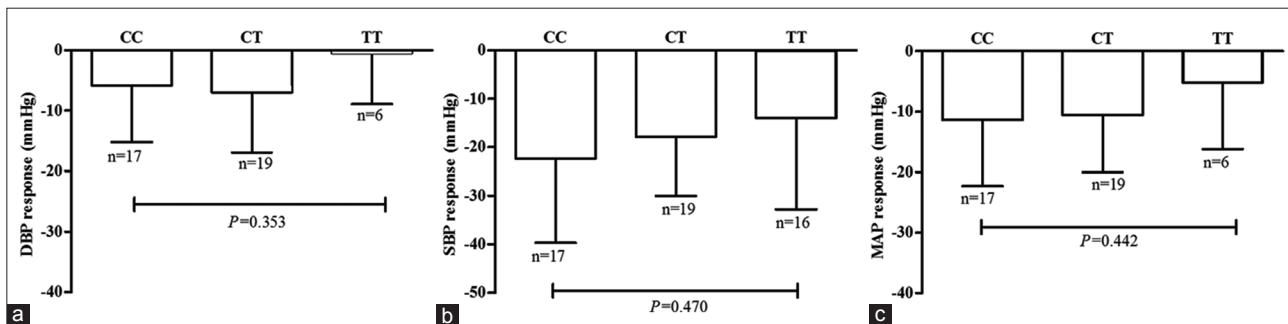 CC CT TT
0
-10
-20
-30
-40
DBP response (mmHg)
n=17
n=19
n=6
P=0.353
a
CC CT TT
0
-10
-20
-30
-40
-50
SBP response (mmHg)
n=17
n=19
n=16
P=0.470
b
CC CT TT
0
-10
-20
-30
-40
MAP response (mmHg)
n=17
n=19
n=6
P=0.442
c